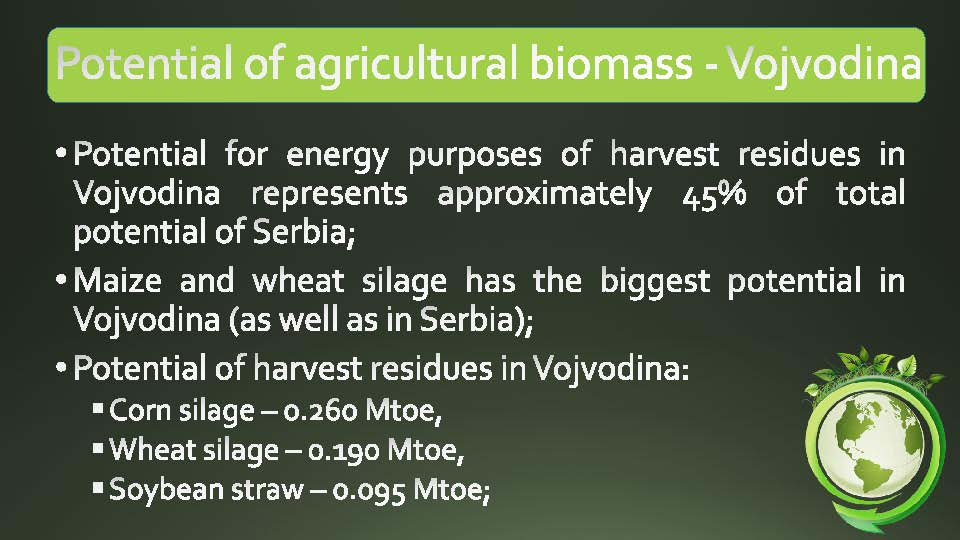 Potential of agricultural biomass - Vojvodina
• Potential for energy purposes of harvest residues in
Vojvodina represents approximately 45% of total
potential of Serbia;
• Maize and wheat silage has the biggest potential in
Vojvodina (as well as in Serbia);
• Potential of harvest residues in Vojvodina:
▪ Corn silage – 0.260 Mtoe,
▪ Wheat silage – 0.190 Mtoe,
▪ Soybean straw – 0.095 Mtoe;